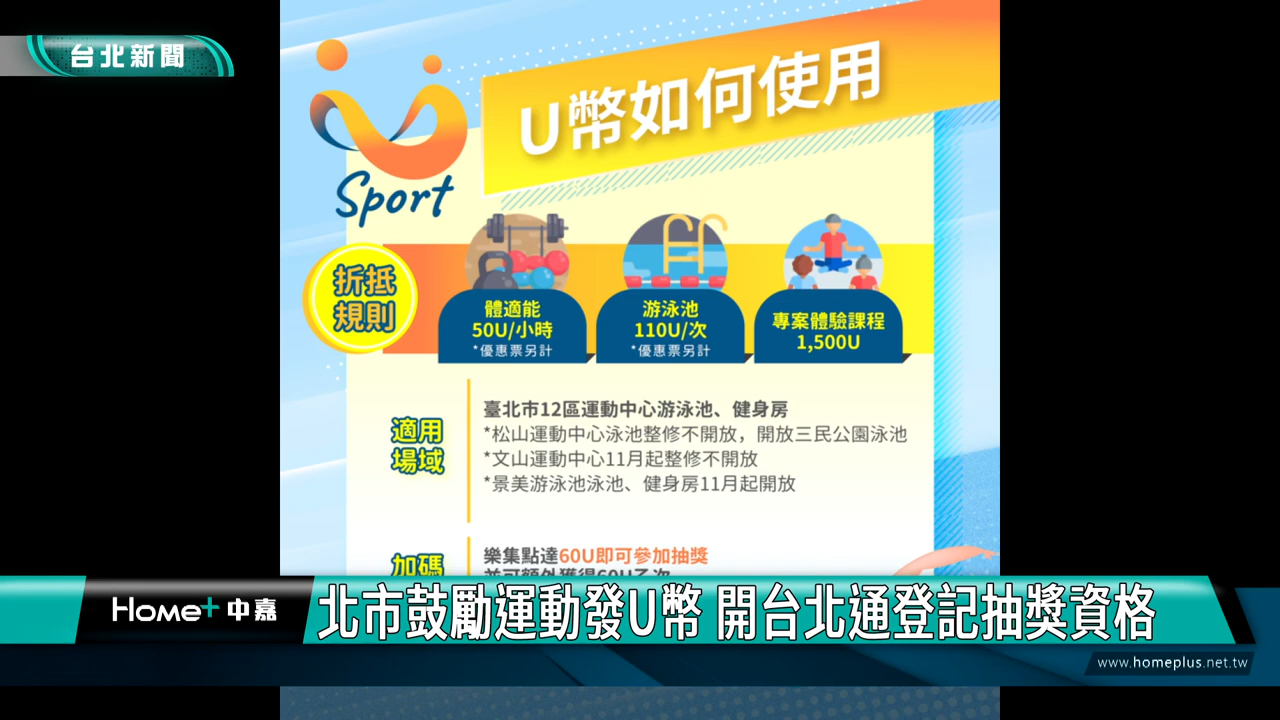 台北新聞
U幣如何使用
Sport
折抵
規則
體適能
50U/小時
*優惠票另計
游泳池
110U/次
*優惠票另計
專案體驗課程
1,500U
適用
場域
臺北市12區運動中心游泳池、健身房
*松山運動中心泳池整修不開放，開放三民公園泳池
*文山運動中心11月起整修不開放
*景美游泳池泳池、健身房11月起開放
加碼
樂集點達60U即可參加抽獎
Home+中嘉
北市鼓勵運動發U幣 開台北通登記抽獎資格
www.homeplus.net.tw